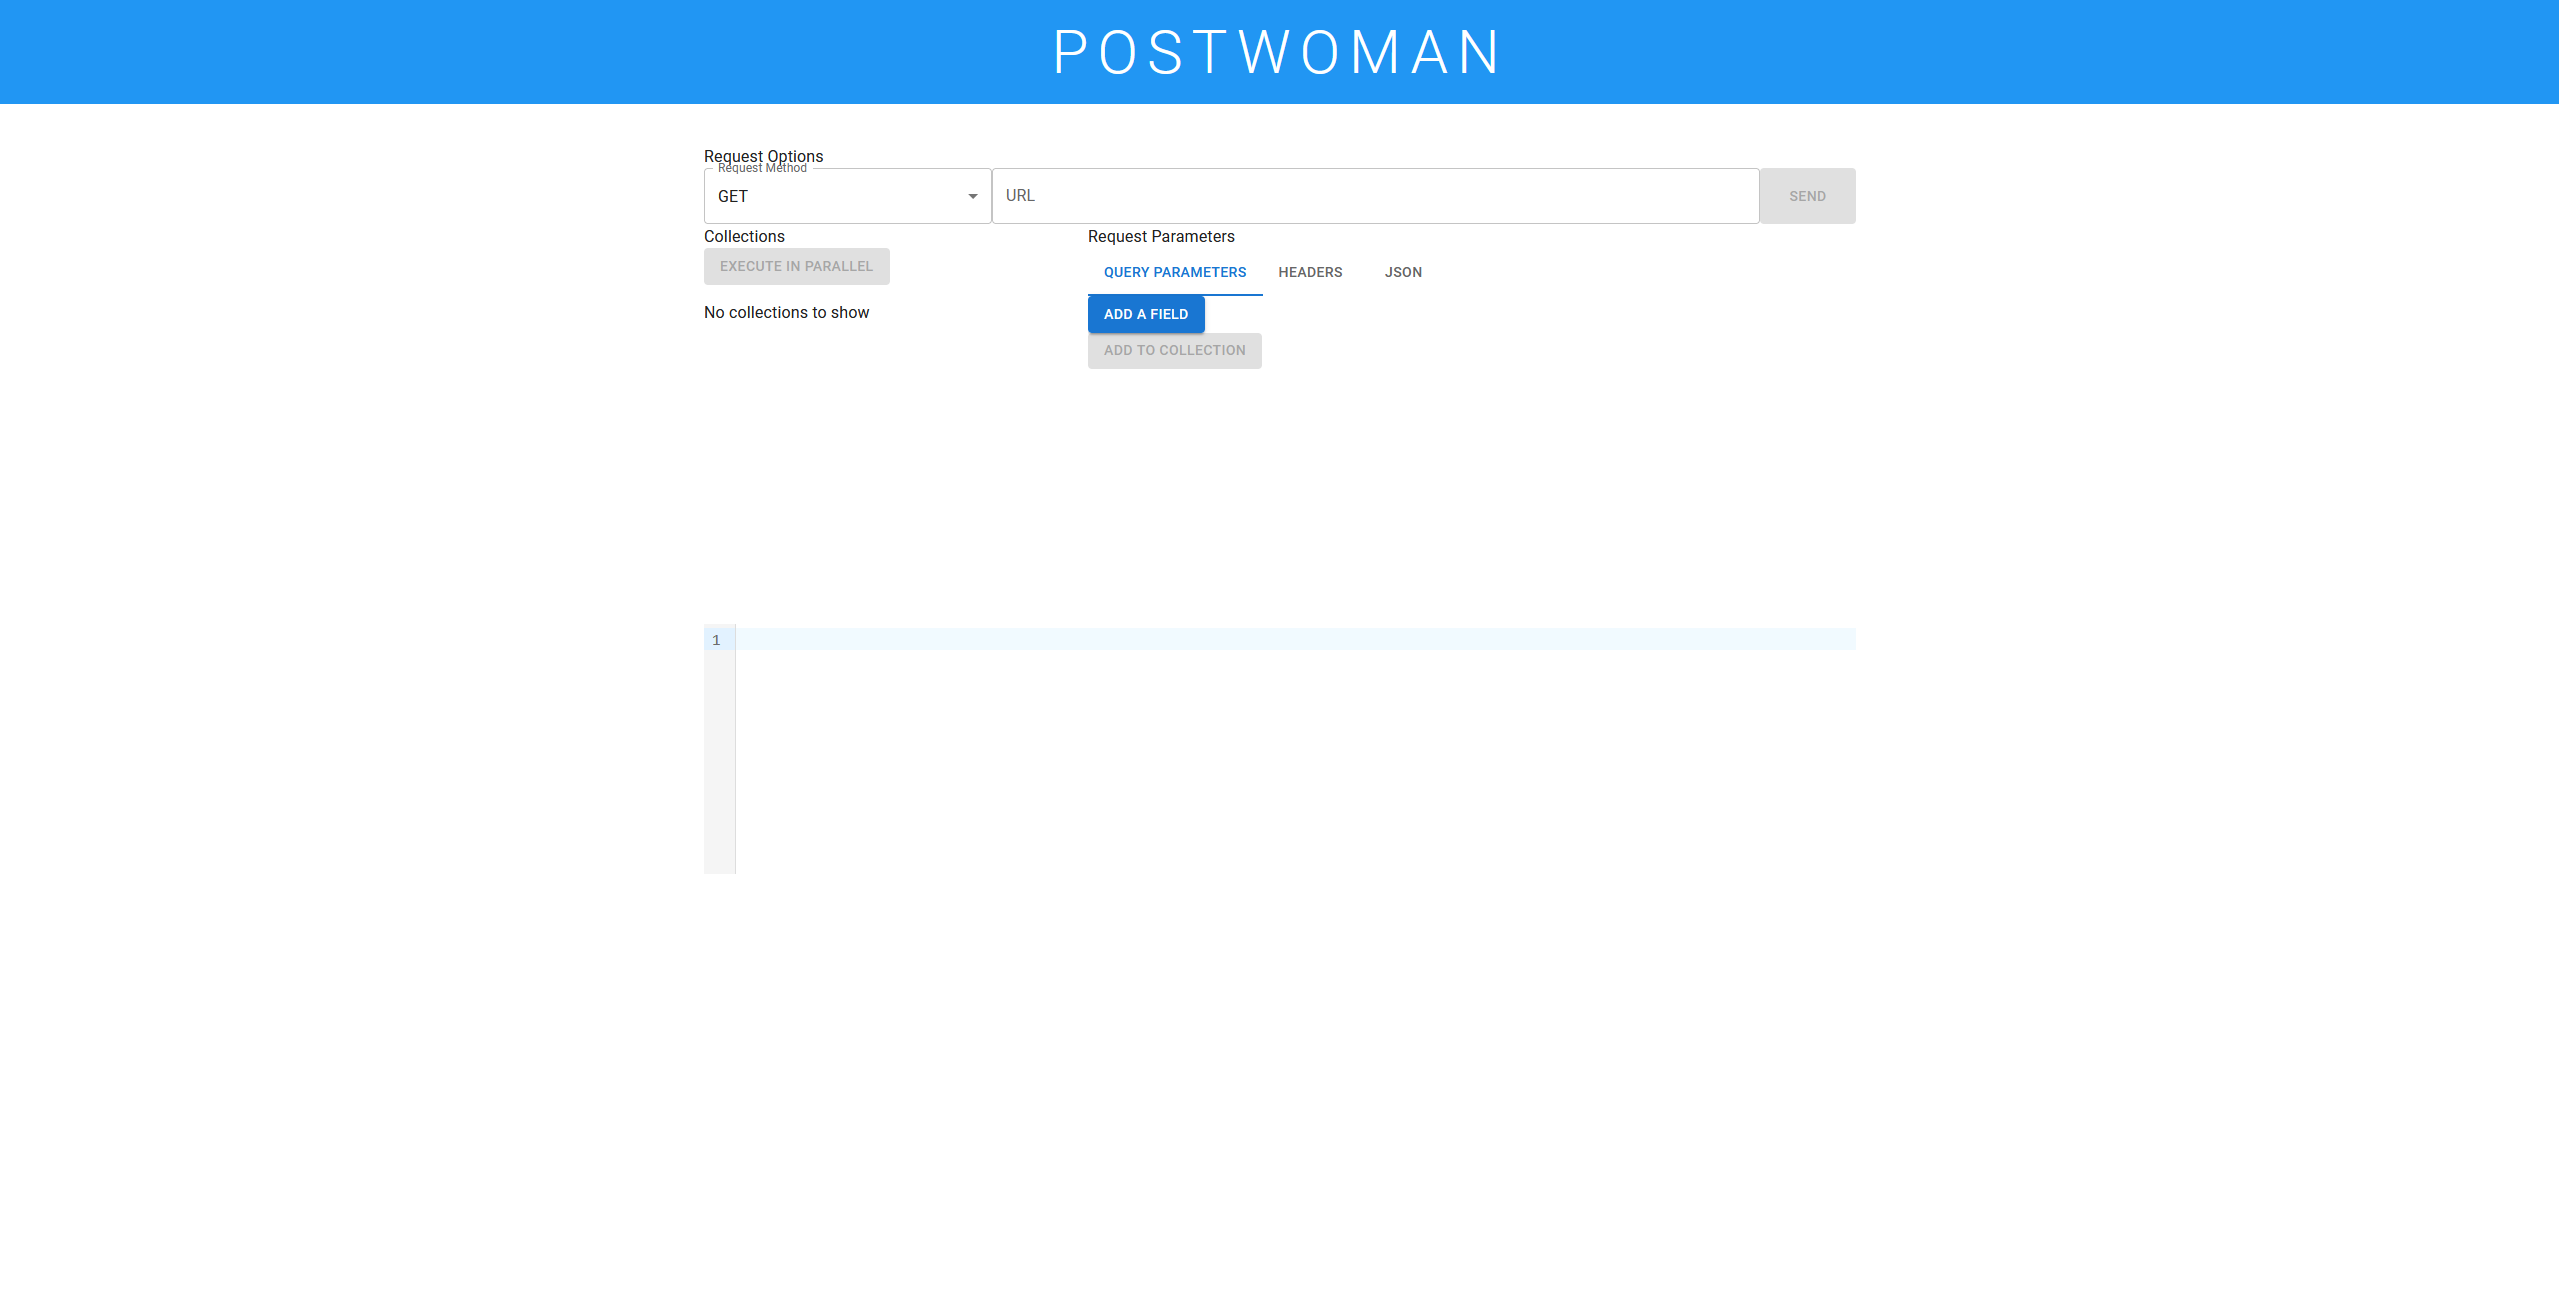 POSTWOMAN
Request Options
Request Method
GET
URL
SEND
Collections
EXECUTE IN PARALLEL
No collections to show
Request Parameters
QUERY PARAMETERS HEADERS JSON
ADD A FIELD
ADD TO COLLECTION
1